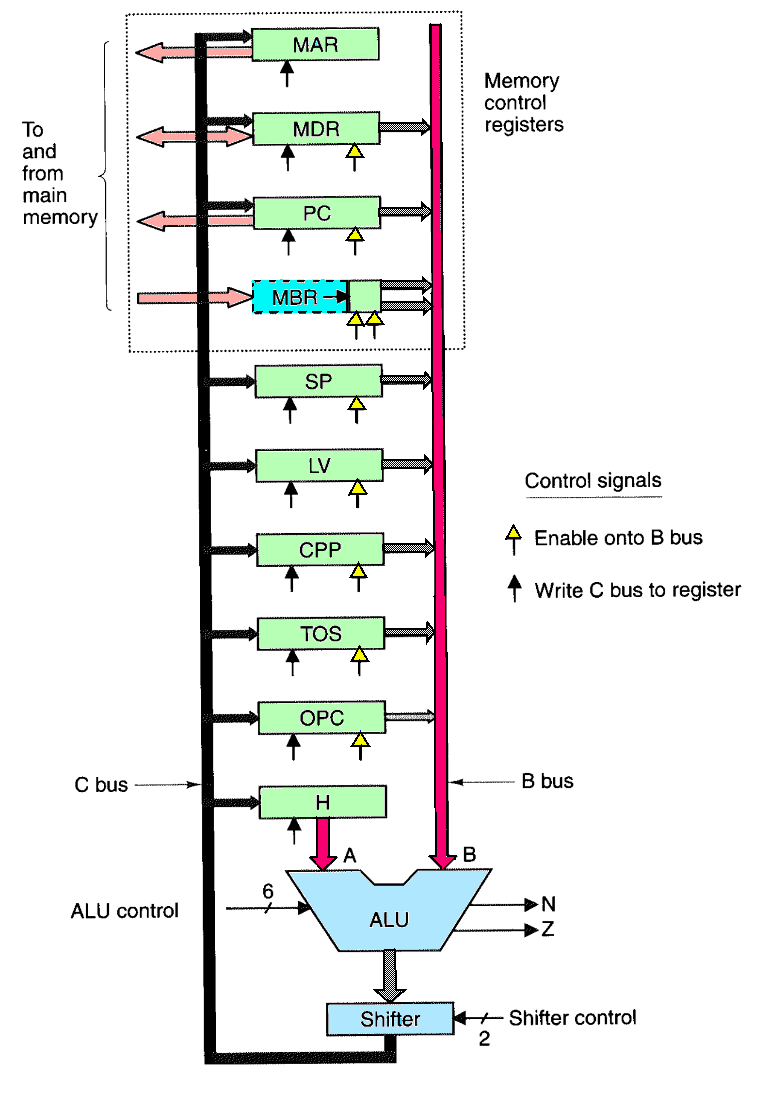 MAR
To
and
from
main
memory
Memory
control
registers
MDR
PC
MBR
SP
LV
Control signals
Enable onto B bus
CPP
Write C bus to register
TOS
OPC
C bus
B bus
H
A
B
6
ALU control
ALU
N
Z
Shifter
Shifter control
2